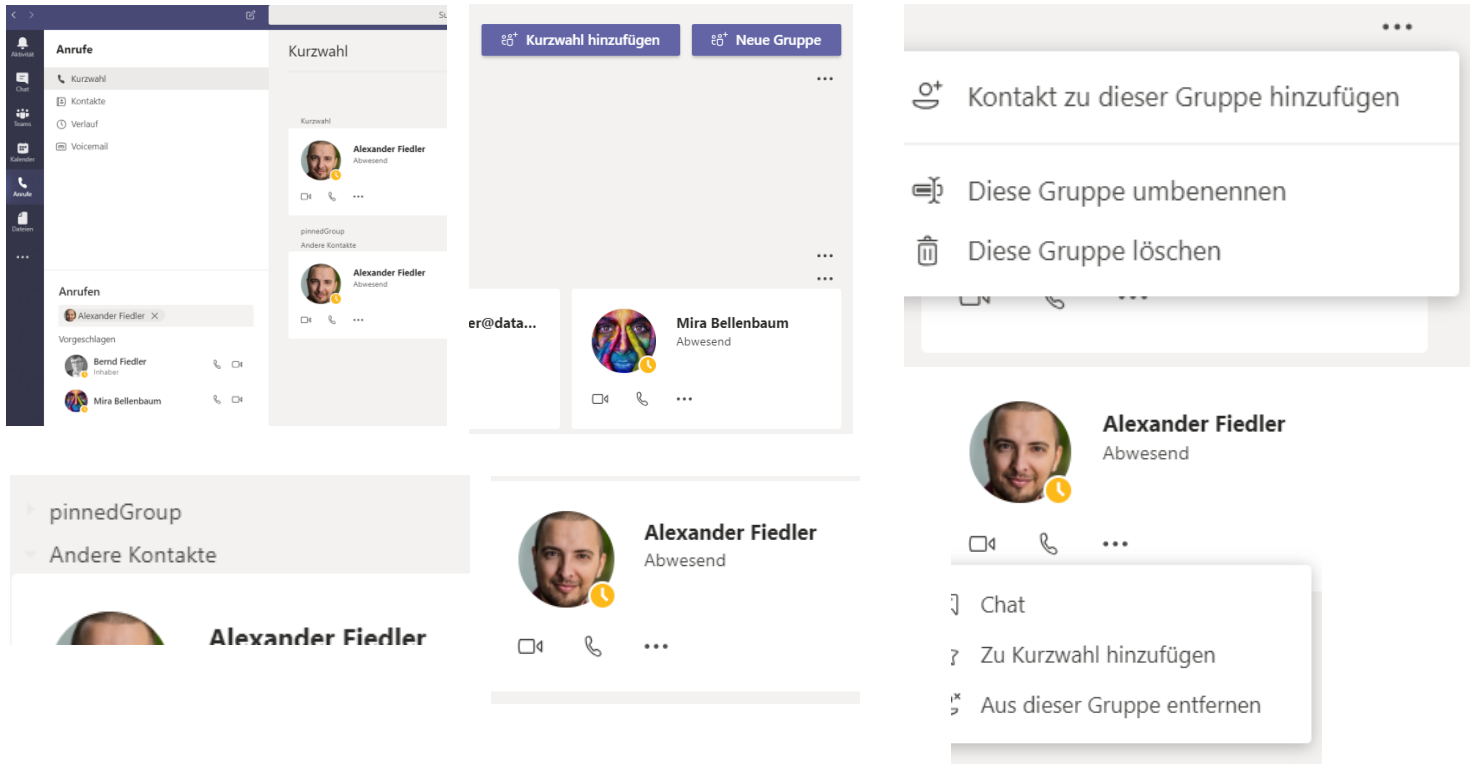 Su
Aktivität
Chat
Teams
Kalender
Anrufe
Dateien
Anrufe
Kurzwahl
Kontakte
Verlauf
Voicemail
Anrufen
Alexander Fiedler
Vorgeschlagen
Bernd Fiedler
Inhaber
Mira Bellenbaum
Kurzwahl
Kurzwahl
Alexander Fiedler
Abwesend
pinnedGroup
Andere Kontakte
Alexander Fiedler
Abwesend
Kurzwahl hinzufügen
Neue Gruppe
er@data...
Mira Bellenbaum
Abwesend
Kontakt zu dieser Gruppe hinzufügen
Diese Gruppe umbenennen
Diese Gruppe löschen
pinnedGroup
Andere Kontakte
Alexander Fiedler
Alexander Fiedler
Abwesend
Alexander Fiedler
Abwesend
Chat
Zu Kurzwahl hinzufügen
Aus dieser Gruppe entfernen